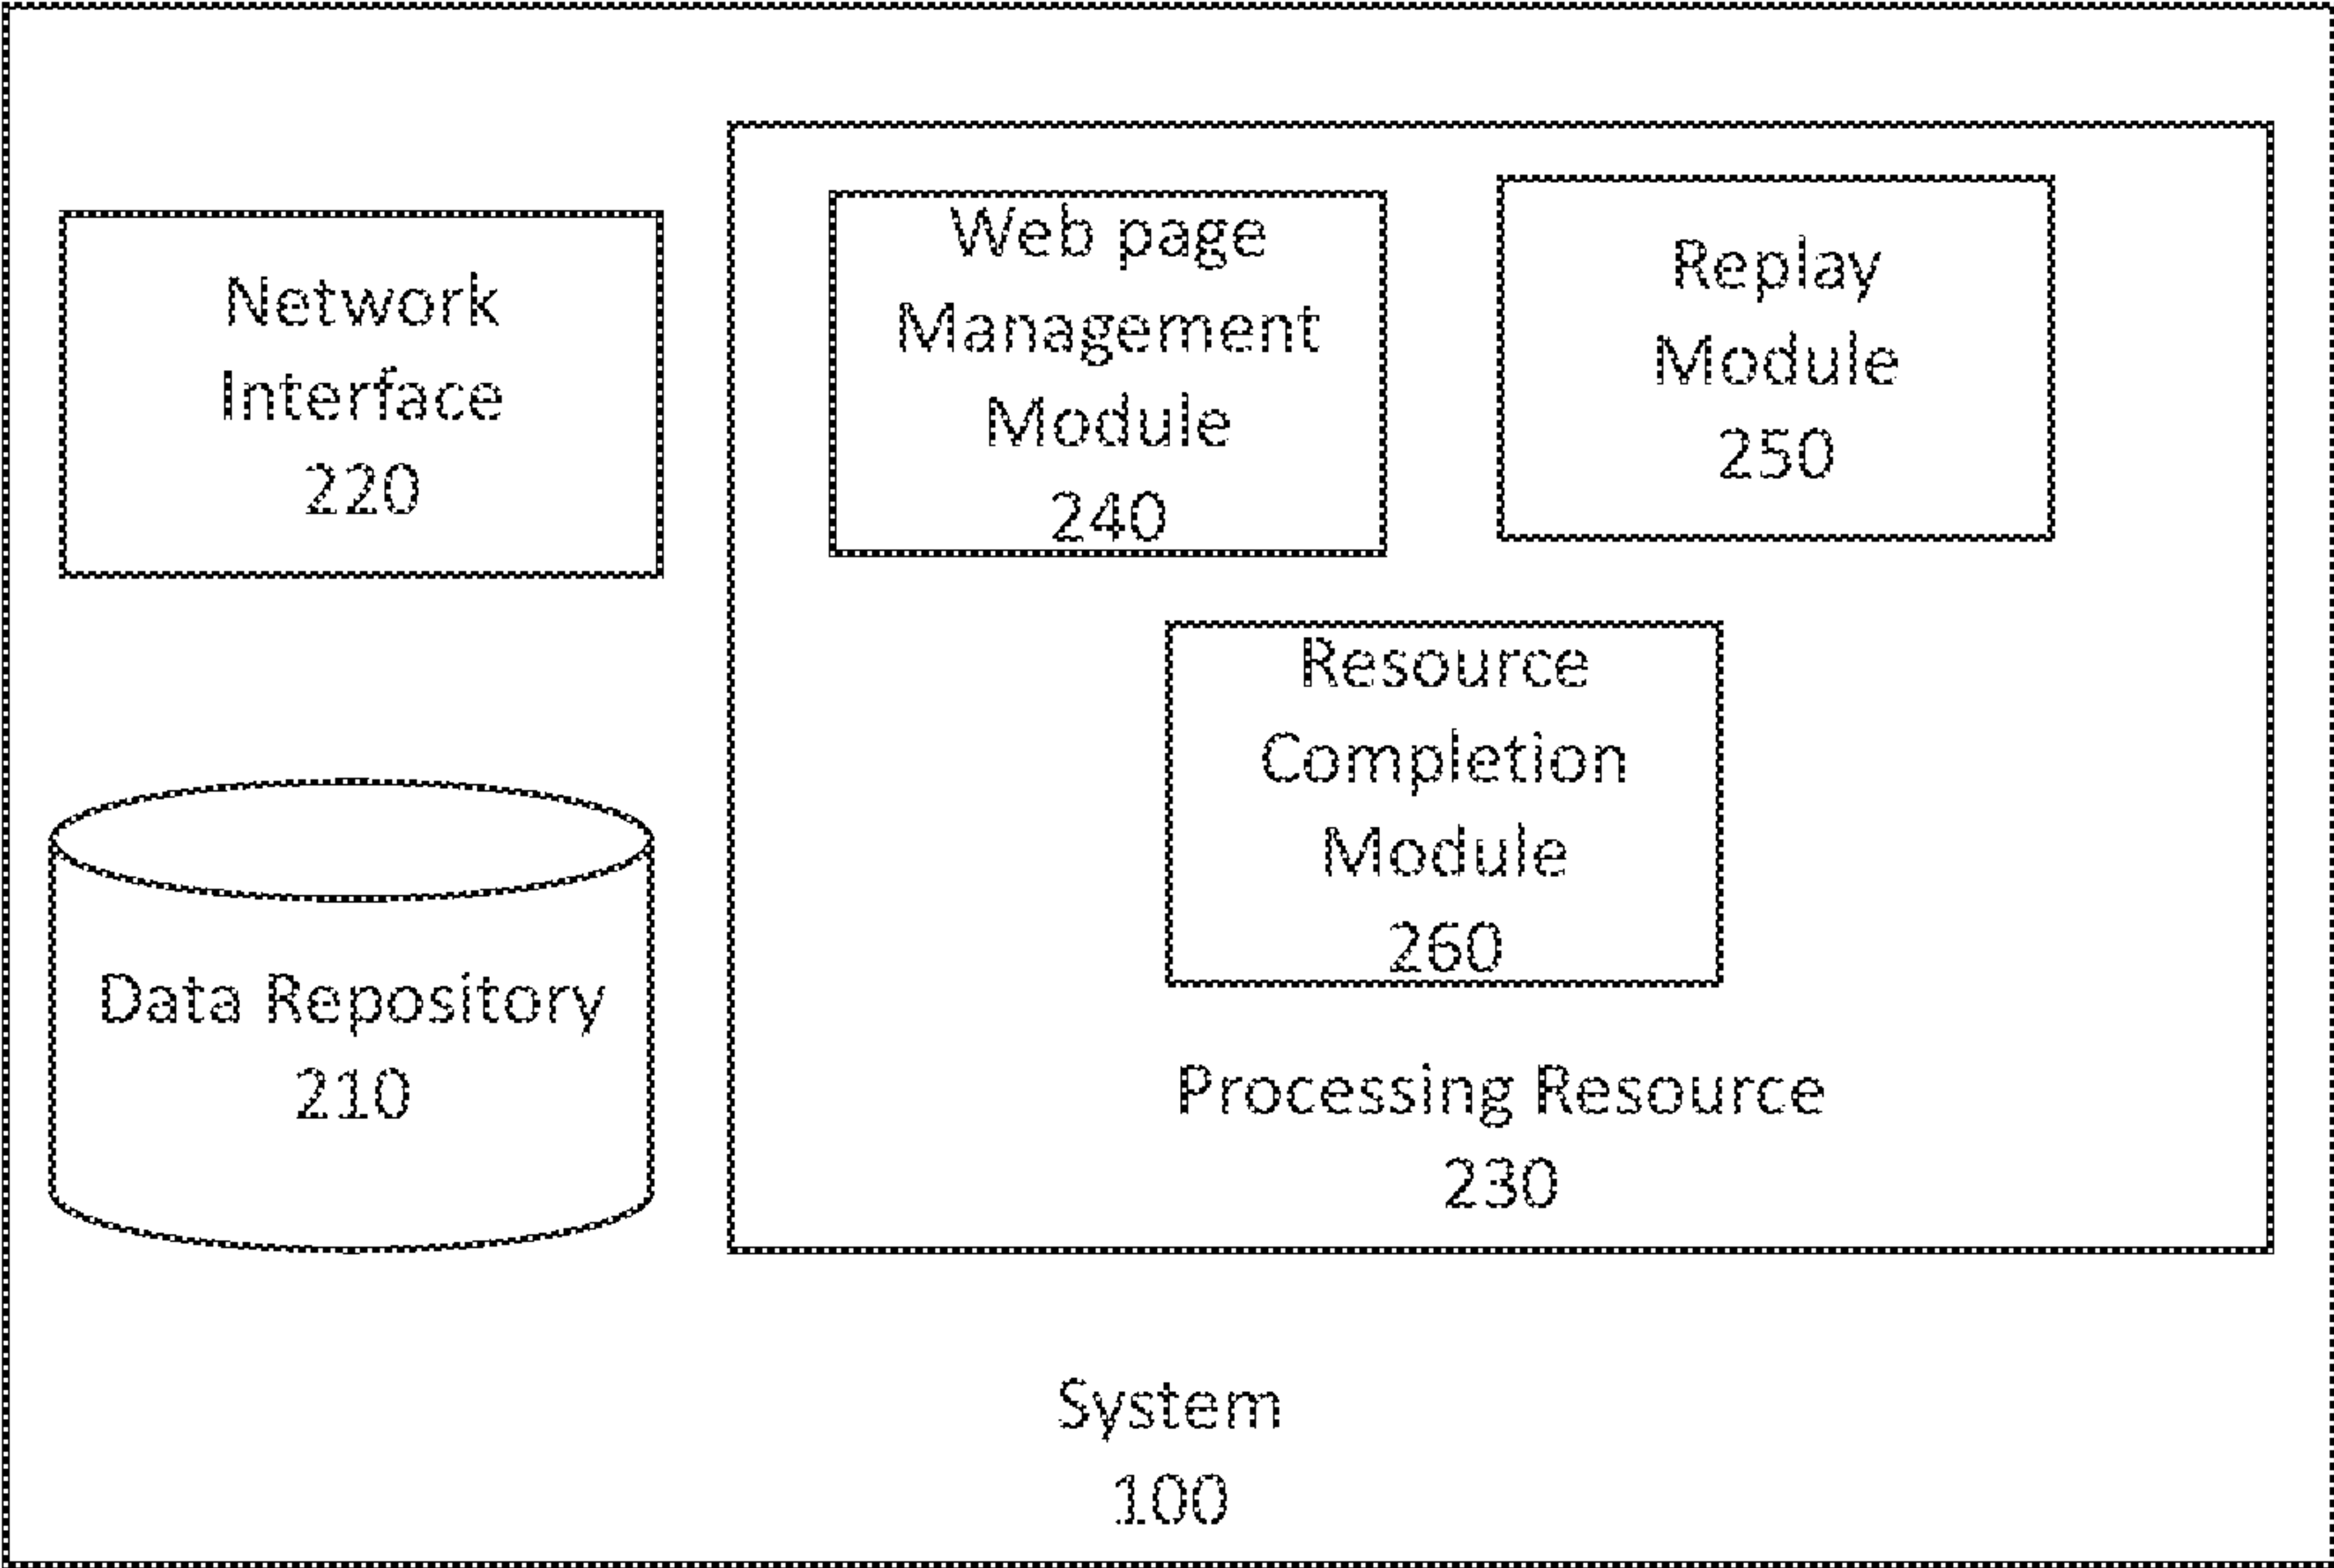 Network
Interface
220
Web page
Management
Module
240
Replay
Module
250
Resource
Completion
Module
260
Data Repository
210
Processing Resource
230
System
100